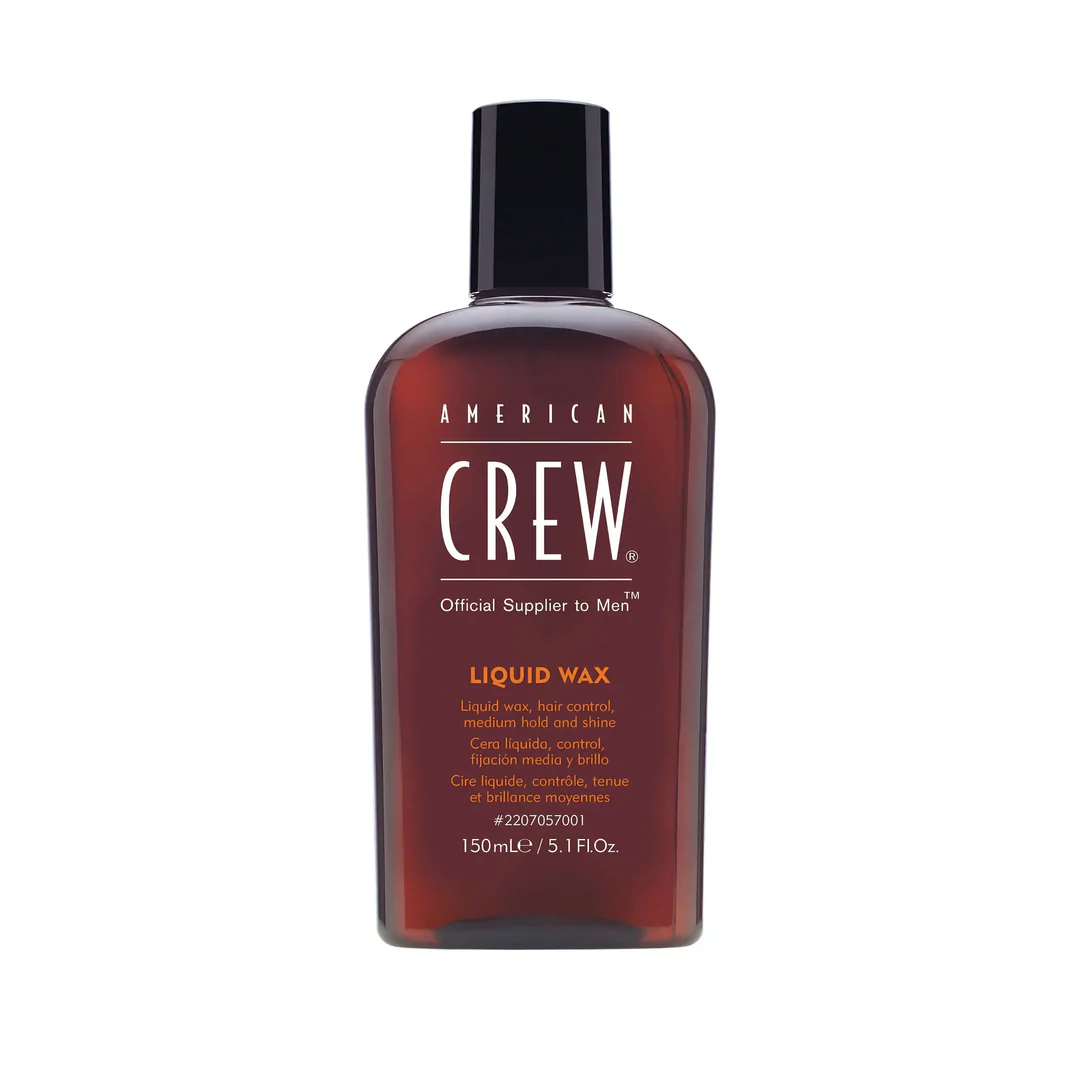 AMERICAN
CREW®
Official Supplier to Men™
LIQUID WAX
Liquid wax, hair control,
medium hold and shine
Cera líquida, control,
fijación media y brillo
Cire liquide, contrôle, tenue
et brillance moyennes
#2207057001
150mL℮ / 5.1 Fl.Oz.